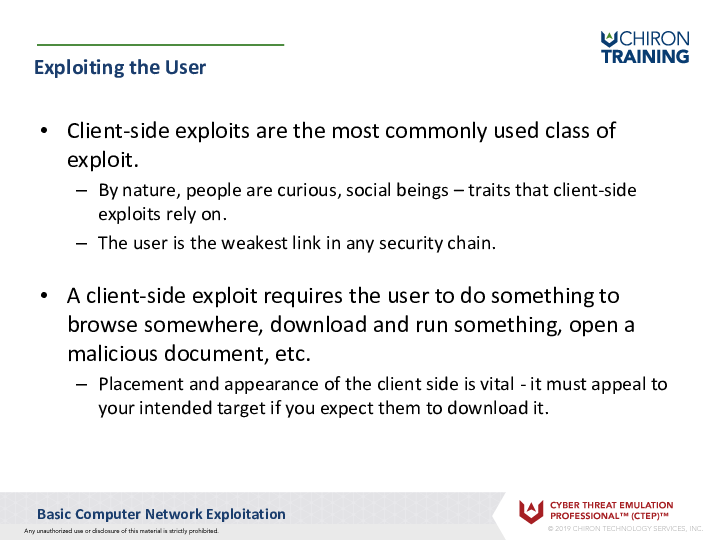 CHIRON
TRAINING
Exploiting the User
• Client-side exploits are the most commonly used class of
exploit.
– By nature, people are curious, social beings – traits that client-side
exploits rely on.
– The user is the weakest link in any security chain.
• A client-side exploit requires the user to do something to
browse somewhere, download and run something, open a
malicious document, etc.
– Placement and appearance of the client side is vital - it must appeal to
your intended target if you expect them to download it.
Basic Computer Network Exploitation
Any unauthorized use or disclosure of this material is strictly prohibited.
CYBER THREAT EMULATION
PROFESSIONAL™ (CTEP)™
© 2019 CHIRON TECHNOLOGY SERVICES, INC.